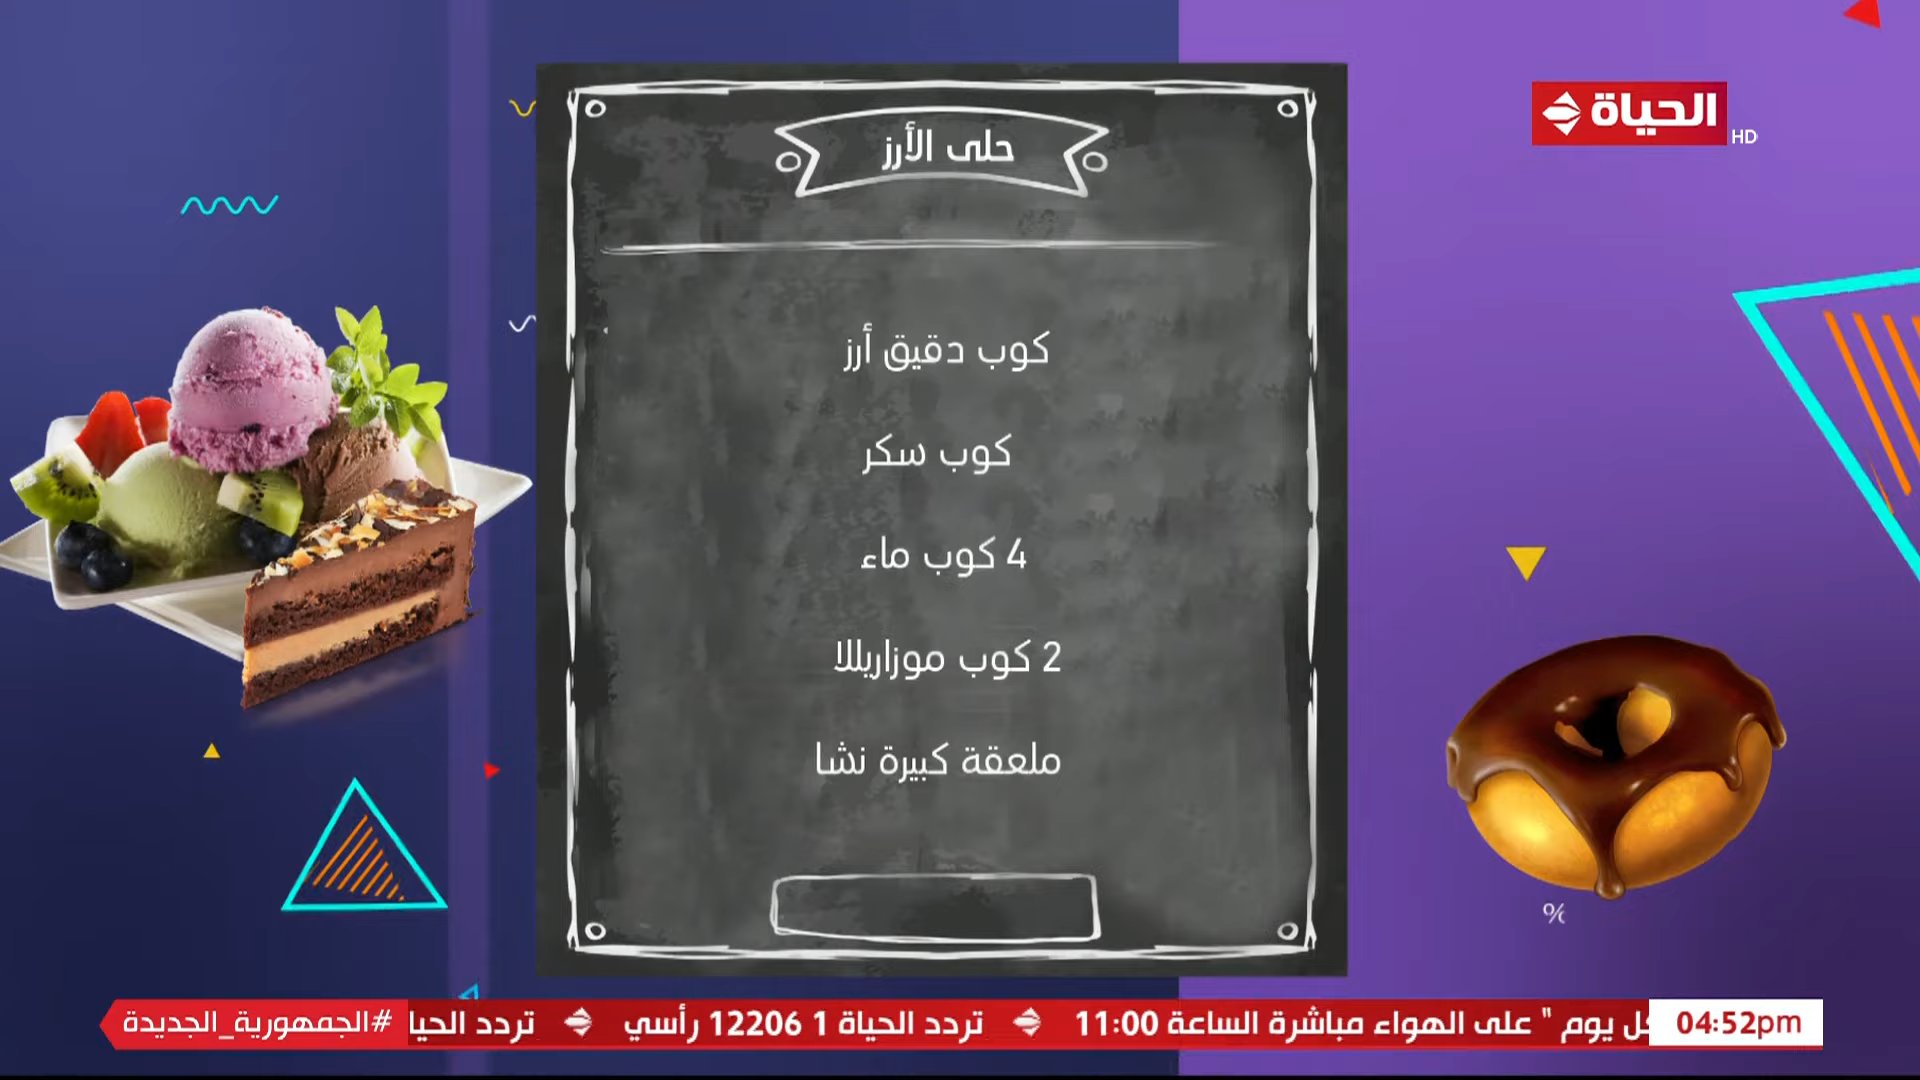 الحياة
HD
حلى الأرز
كوب دقيق أرز
كوب سكر
4 كوب ماء
2 كوب موزاريللا
ملعقة كبيرة نشا
%
04:52pm
يوم " على الهواء مباشرة الساعة 11:00
تردد الحياة 1 12206 رأسي
تردد الحيا
#الجمهورية_الجديدة